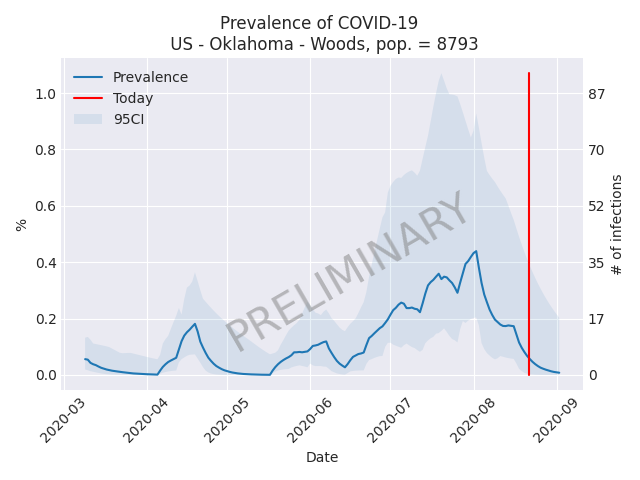 Prevalence of COVID-19
US - Oklahoma - Woods, pop. = 8793
Prevalence
Today
95CI
PRELIMINARY
1.0
0.8
0.6
0.4
0.2
0.0
%
87
70
52
35
17
0
# of infections
2020-03
2020-04
2020-05
2020-06
2020-07
2020-08
2020-09
Date